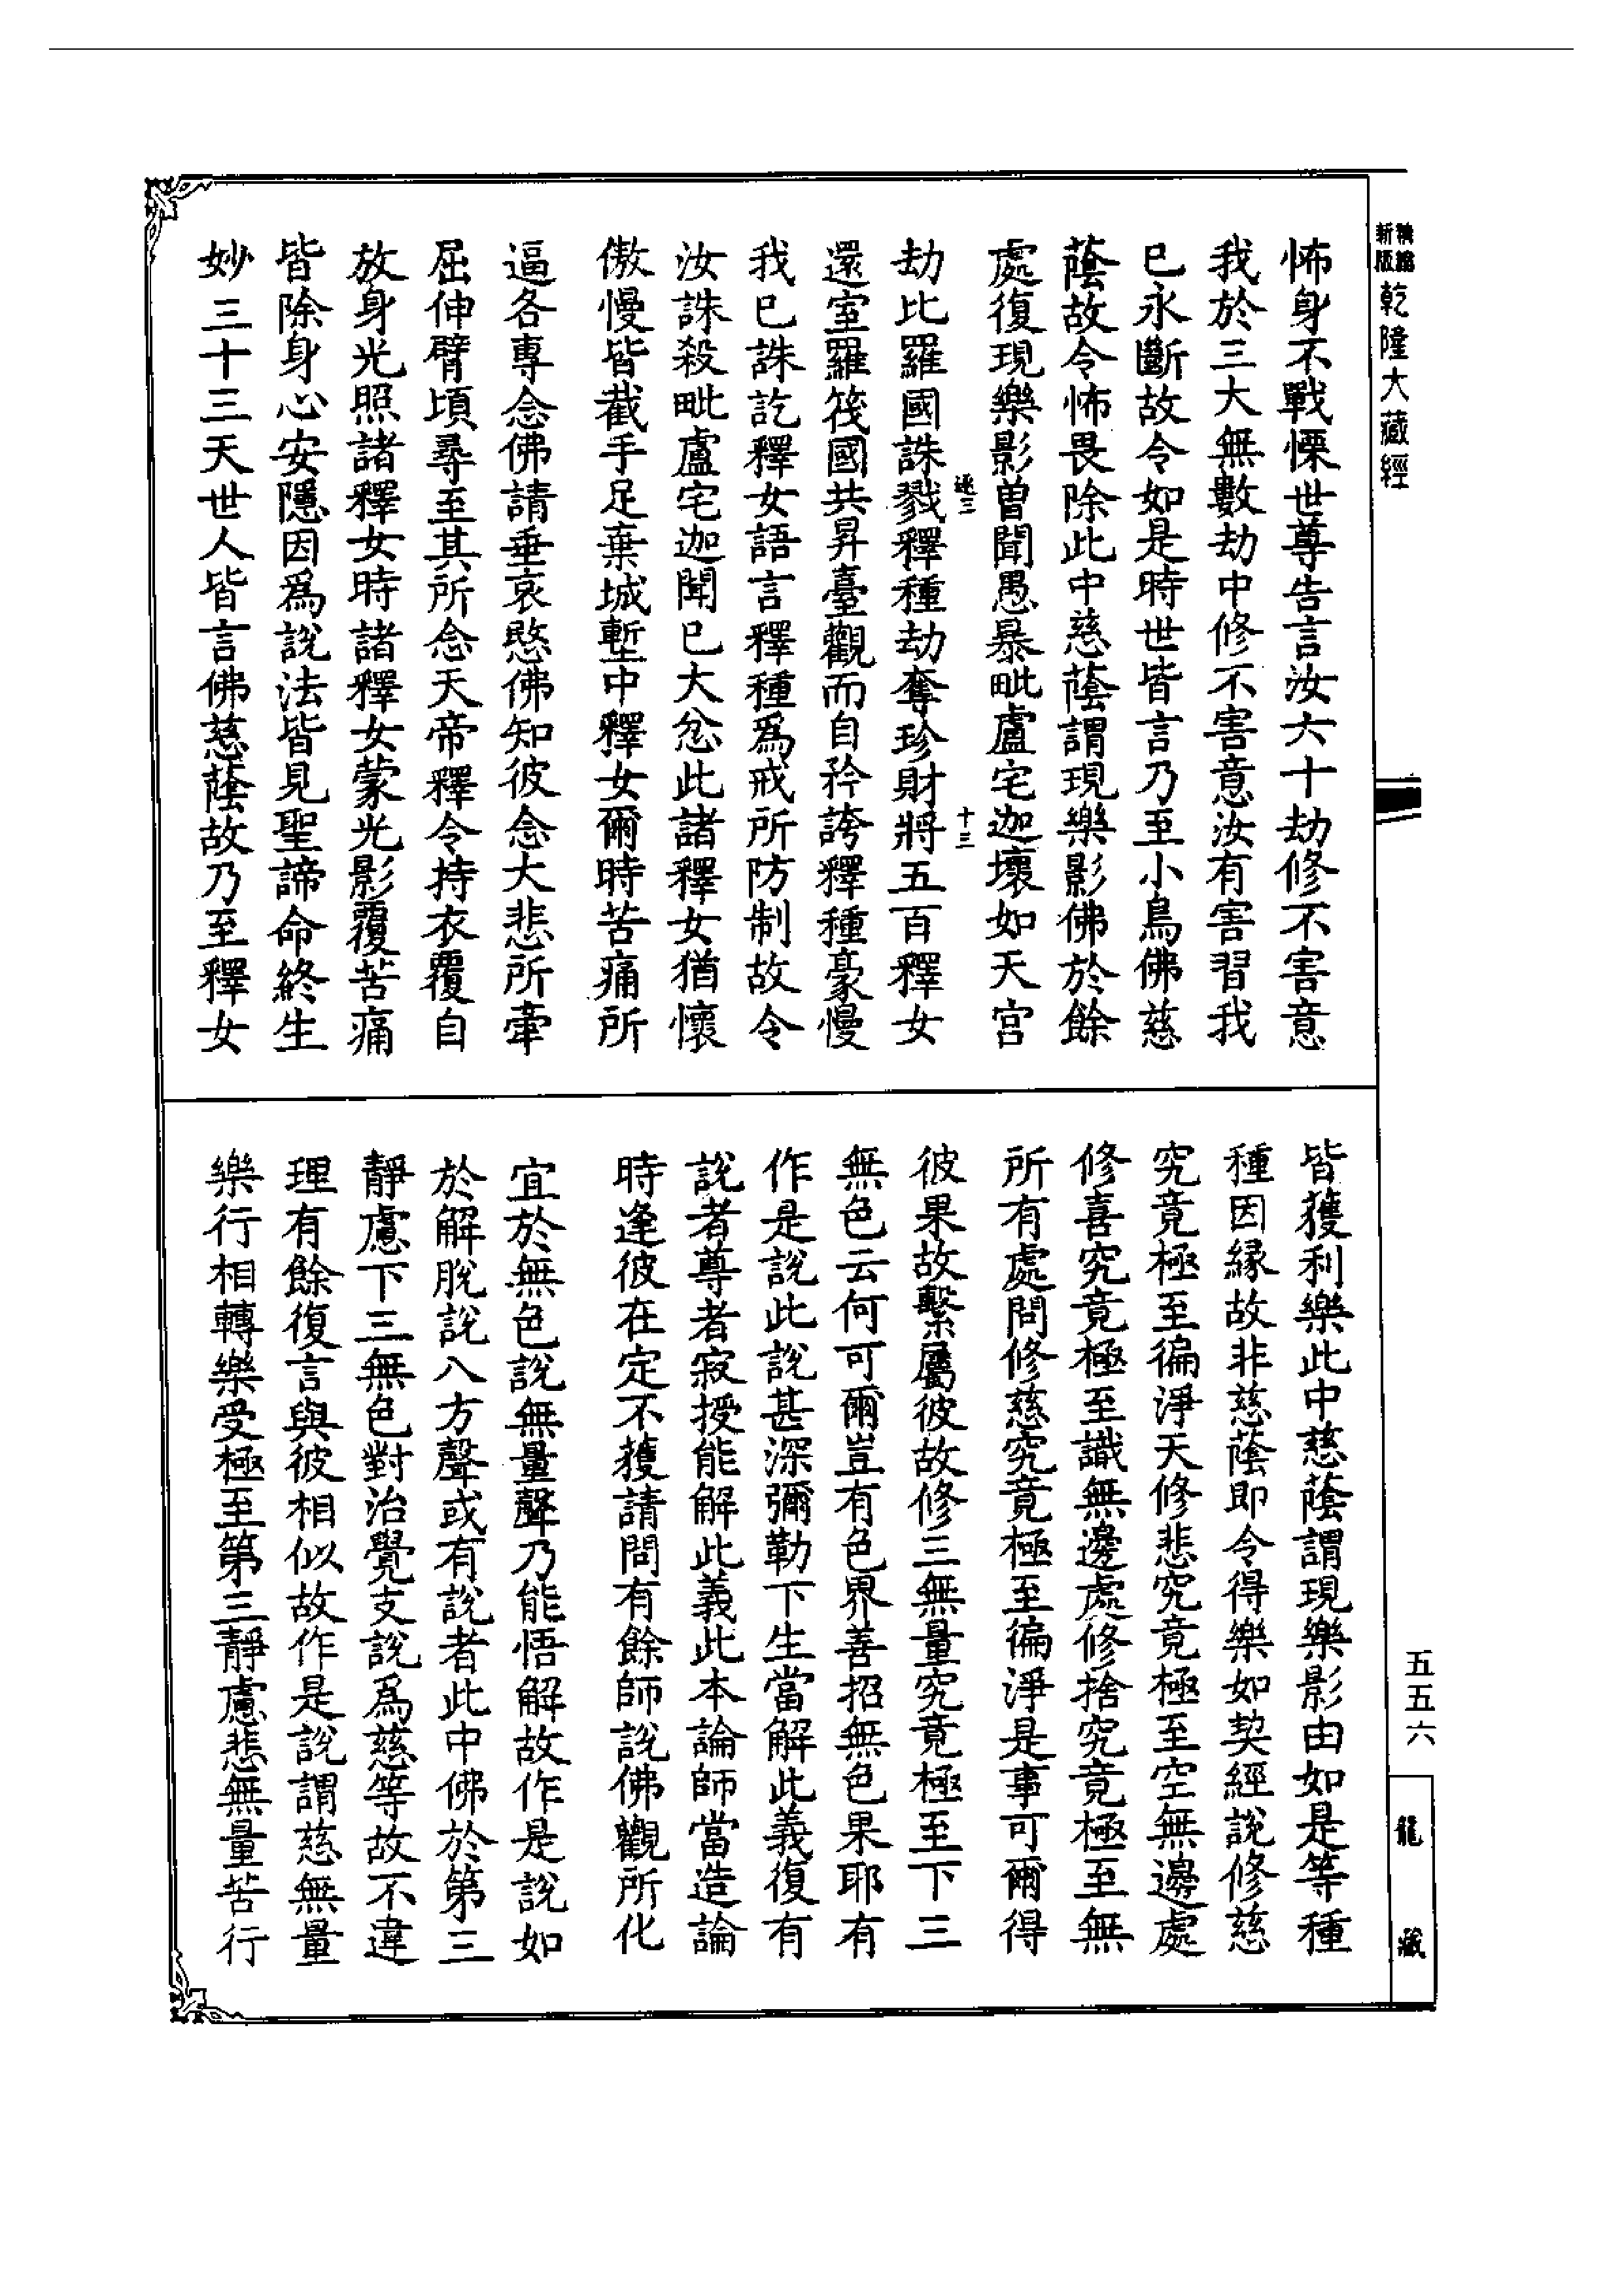 新版
精縮
乾隆大藏經
怖身不戰慄世尊告言汝六十劫修不害意
我於三大無數劫中修不害意汝有害習我
已永斷故令如是時世皆言乃至小鳥佛慈
蔭故令怖畏除此中慈蔭謂現樂影佛於餘
處復現樂影曾聞愚暴毗盧宅迦壞如天宮
劫比羅國誅戮釋種劫奪珍財將五百釋女
還室羅筏國共昇臺觀而自矜誇釋種豪慢
我已誅訖釋女語言釋種為戒所防制故令
汝誅殺毗盧宅迦聞已大忿此諸釋女猶懷
傲慢皆截手足棄城塹中釋女爾時苦痛所
逼各專念佛請垂哀愍佛知彼念大悲所牽
屈伸臂頃尋至其所念天帝釋令持衣覆自
放身光照諸釋女時諸釋女蒙光影覆苦痛
皆除身心安隱因為說法皆見聖諦命終生
妙三十三天世人皆言佛慈蔭故乃至釋女
十三
皆獲利樂此中慈蔭謂現樂影由如是等種
種因緣故非慈蔭即令得樂如契經說修慈
究竟極至徧淨天修悲究竟極至空無邊處
修喜究竟極至識無邊處修捨究竟極至無
所有處問修慈究竟極至徧淨是事可爾得
彼果故繫屬彼故修三無量究竟極至下三
無色云何可爾豈有色界善招無色果耶有
作是說此說甚深彌勒下生當解此義復有
說者尊者寂授能解此義此本論師當造論
時逢彼在定不獲請問有餘師說佛觀所化
宜於無色說無量聲乃能悟解故作是說如
於解脫說八方聲或有說者此中佛於第三
靜慮下三無色對治覺支說為慈等故不違
理有餘復言與彼相似故作是說謂慈無量
樂行相轉樂受極至第三靜慮悲無量苦行
五五六
龍藏